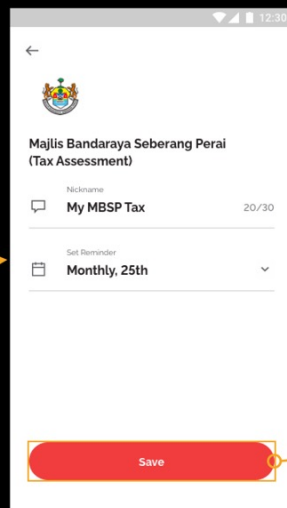 12:30
Majlis Bandaraya Seberang Perai
(Tax Assessment)
Nickname
My MBSP Tax
20/30
Set Reminder
Monthly, 25th
Save